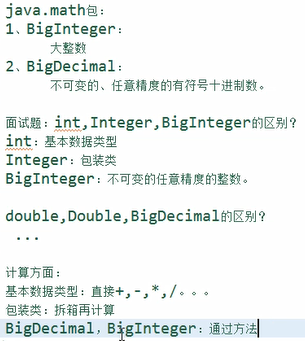 java.math包：
1、BigInteger：
大整数
2、BigDecimal：
不可变的、任意精度的有符号十进制数。
面试题：int,Integer,BigInteger的区别？
int：基本数据类型
Integer：包装类
BigInteger：不可变的任意精度的整数。
double,Double,BigDecimal的区别？
...
计算方面：
基本数据类型：直接+,-,*,/。。。
包装类：拆箱再计算
BigDecimal，BigInteger：通过方法